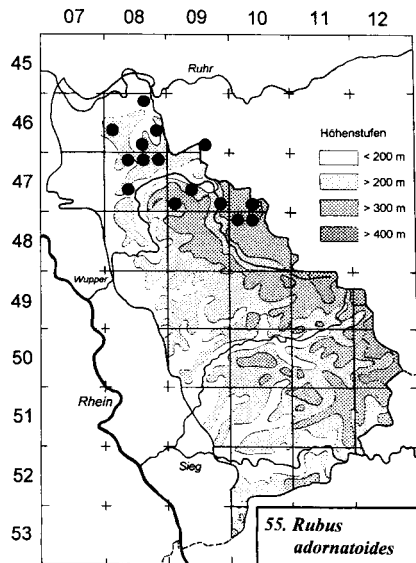 07 08 09 10 11 12
45
46
47
48
49
50
51
52
53
Ruhr
Höhenstufen
< 200 m
> 200 m
> 300 m
> 400 m
Wupper
Rhein
Sieg
55. Rubus
adornatoides